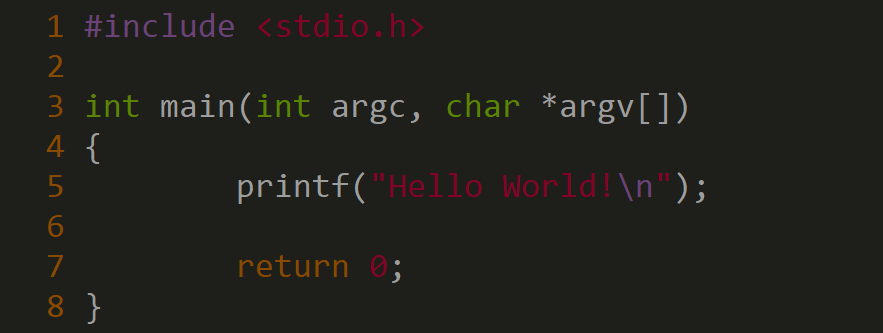 1 #include <stdio.h>
2
3 int main(int argc, char *argv[])
4 {
5         printf("Hello World!\n");
6
7         return 0;
8 }